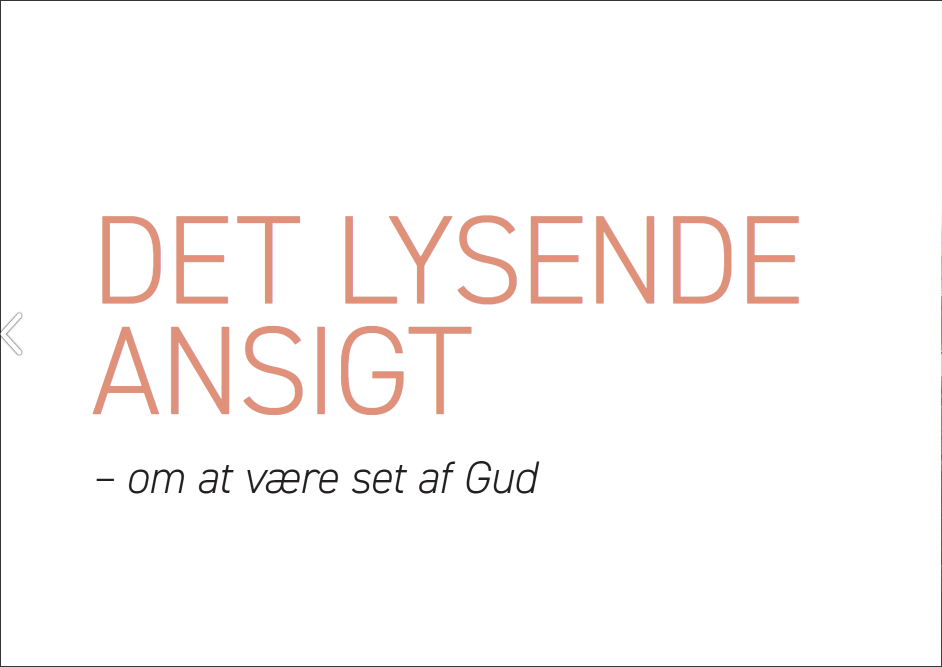 DET LYSENDE
ANSIGT
– om at være set af Gud